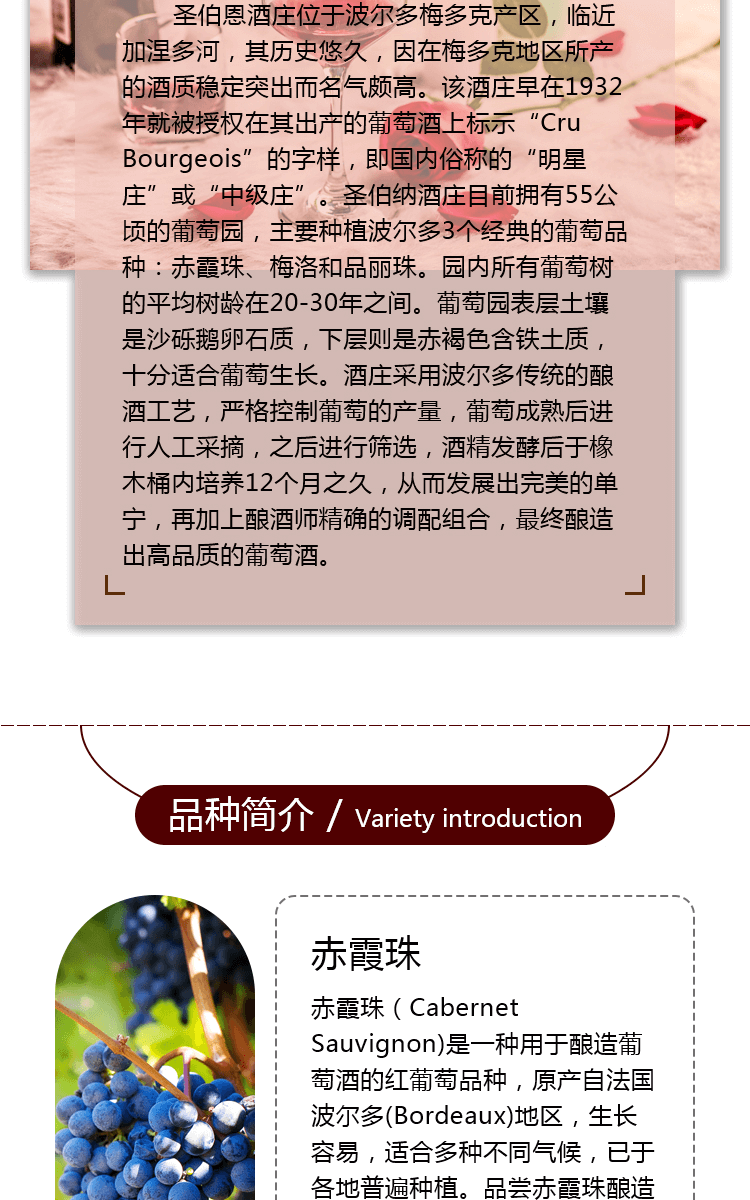 圣伯恩酒庄位于波尔多梅多克产区，临近
加涅多河，其历史悠久，因在梅多克地区所产
的酒质稳定突出而名气颇高。该酒庄早在1932
年就被授权在其出产的葡萄酒上标示“Cru
Bourgeois”的字样，即国内俗称的“明星
庄”或“中级庄”。圣伯纳酒庄目前拥有55公
顷的葡萄园，主要种植波尔多3个经典的葡萄品
种：赤霞珠、梅洛和品丽珠。园内所有葡萄树
的平均树龄在20-30年之间。葡萄园表层土壤
是沙砾鹅卵石质，下层则是赤褐色含铁土质，
十分适合葡萄生长。酒庄采用波尔多传统的酿
酒工艺，严格控制葡萄的产量，葡萄成熟后进
行人工采摘，之后进行筛选，酒精发酵后于橡
木桶内培养12个月之久，从而发展出完美的单
宁，再加上酿酒师精确的调配组合，最终酿造
出高品质的葡萄酒。
品种简介 / Variety introduction
赤霞珠
赤霞珠（Cabernet
Sauvignon)是一种用于酿造葡
萄酒的红葡萄品种，原产自法国
波尔多(Bordeaux)地区，生长
容易，适合多种不同气候，已于
各地普遍种植。品尝赤霞珠酿造